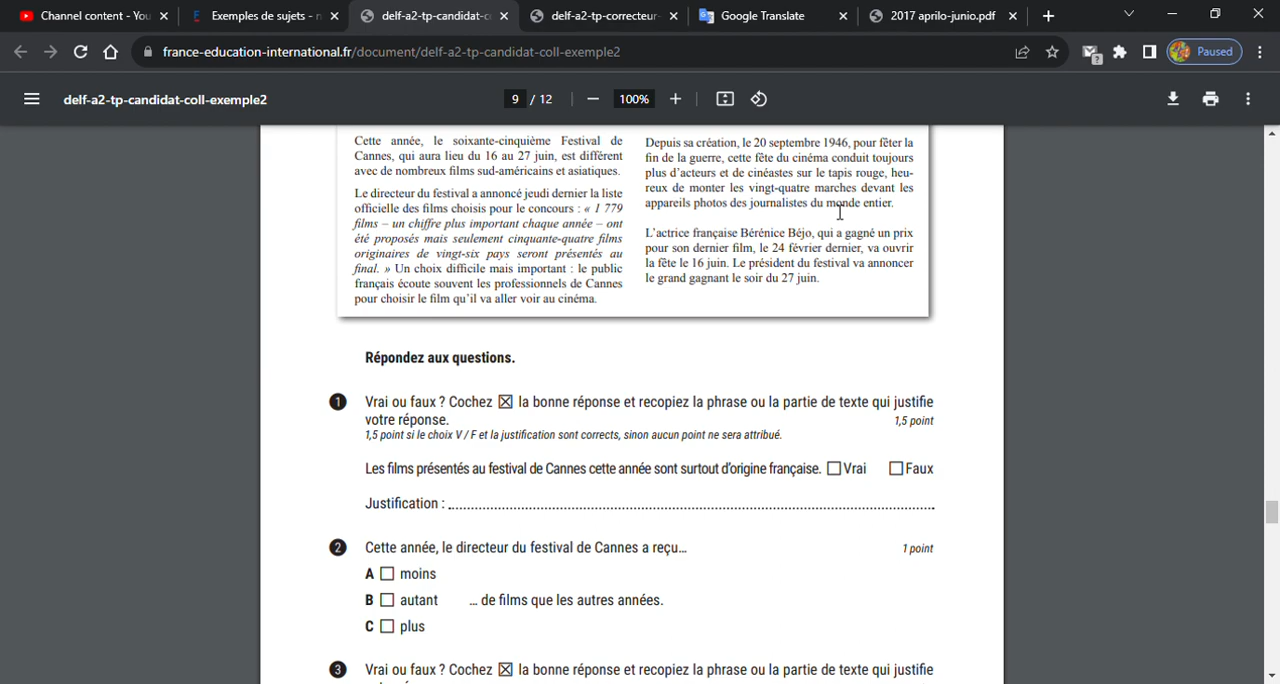 Channel content - You
Exemples de sujets - n
delf-a2-tp-candidat-co
delf-a2-tp-correcteur-
Google Translate
2017 aprilo-junio.pdf
france-education-international.fr/document/delf-a2-tp-candidat-coll-exemple2
?
Paused
delf-a2-tp-candidat-coll-exemple2
9 / 12
100%
Cette année, le soixante-cinquième Festival de
Cannes, qui aura lieu du 16 au 27 juin, est différent
avec de nombreux films sud-américains et asiatiques.
Le directeur du festival a annoncé jeudi dernier la liste
officielle des films choisis pour le concours : « 1 779
films – un chiffre plus important chaque année – ont
été proposés mais seulement cinquante-quatre films
originaires de vingt-six pays seront présentés au
final. » Un choix difficile mais important : le public
français écoute souvent les professionnels de Cannes
pour choisir le film qu'il va aller voir au cinéma.
Depuis sa création, le 20 septembre 1946, pour fêter la
fin de la guerre, cette fête du cinéma conduit toujours
plus d'acteurs et de cinéastes sur le tapis rouge, heu-
reux de monter les vingt-quatre marches devant les
appareils photos des journalistes du monde entier.
L'actrice française Bérénice Béjo, qui a gagné un prix
pour son dernier film, le 24 février dernier, va ouvrir
la fête le 16 juin. Le président du festival va annoncer
le grand gagnant le soir du 27 juin.
Répondez aux questions.
1 Vrai ou faux ? Cochez ☒ la bonne réponse et recopiez la phrase ou la partie de texte qui justifie
votre réponse. 1,5 point
1,5 point si le choix V / F et la justification sont corrects, sinon aucun point ne sera attribué.
Les films présentés au festival de Cannes cette année sont surtout d'origine française. ☐ Vrai ☐ Faux
Justification :
2 Cette année, le directeur du festival de Cannes a reçu... 1 point
A ☐ moins
B ☐ autant ... de films que les autres années.
C ☐ plus
3 Vrai ou faux ? Cochez ☒ la bonne réponse et recopiez la phrase ou la partie de texte qui justifie